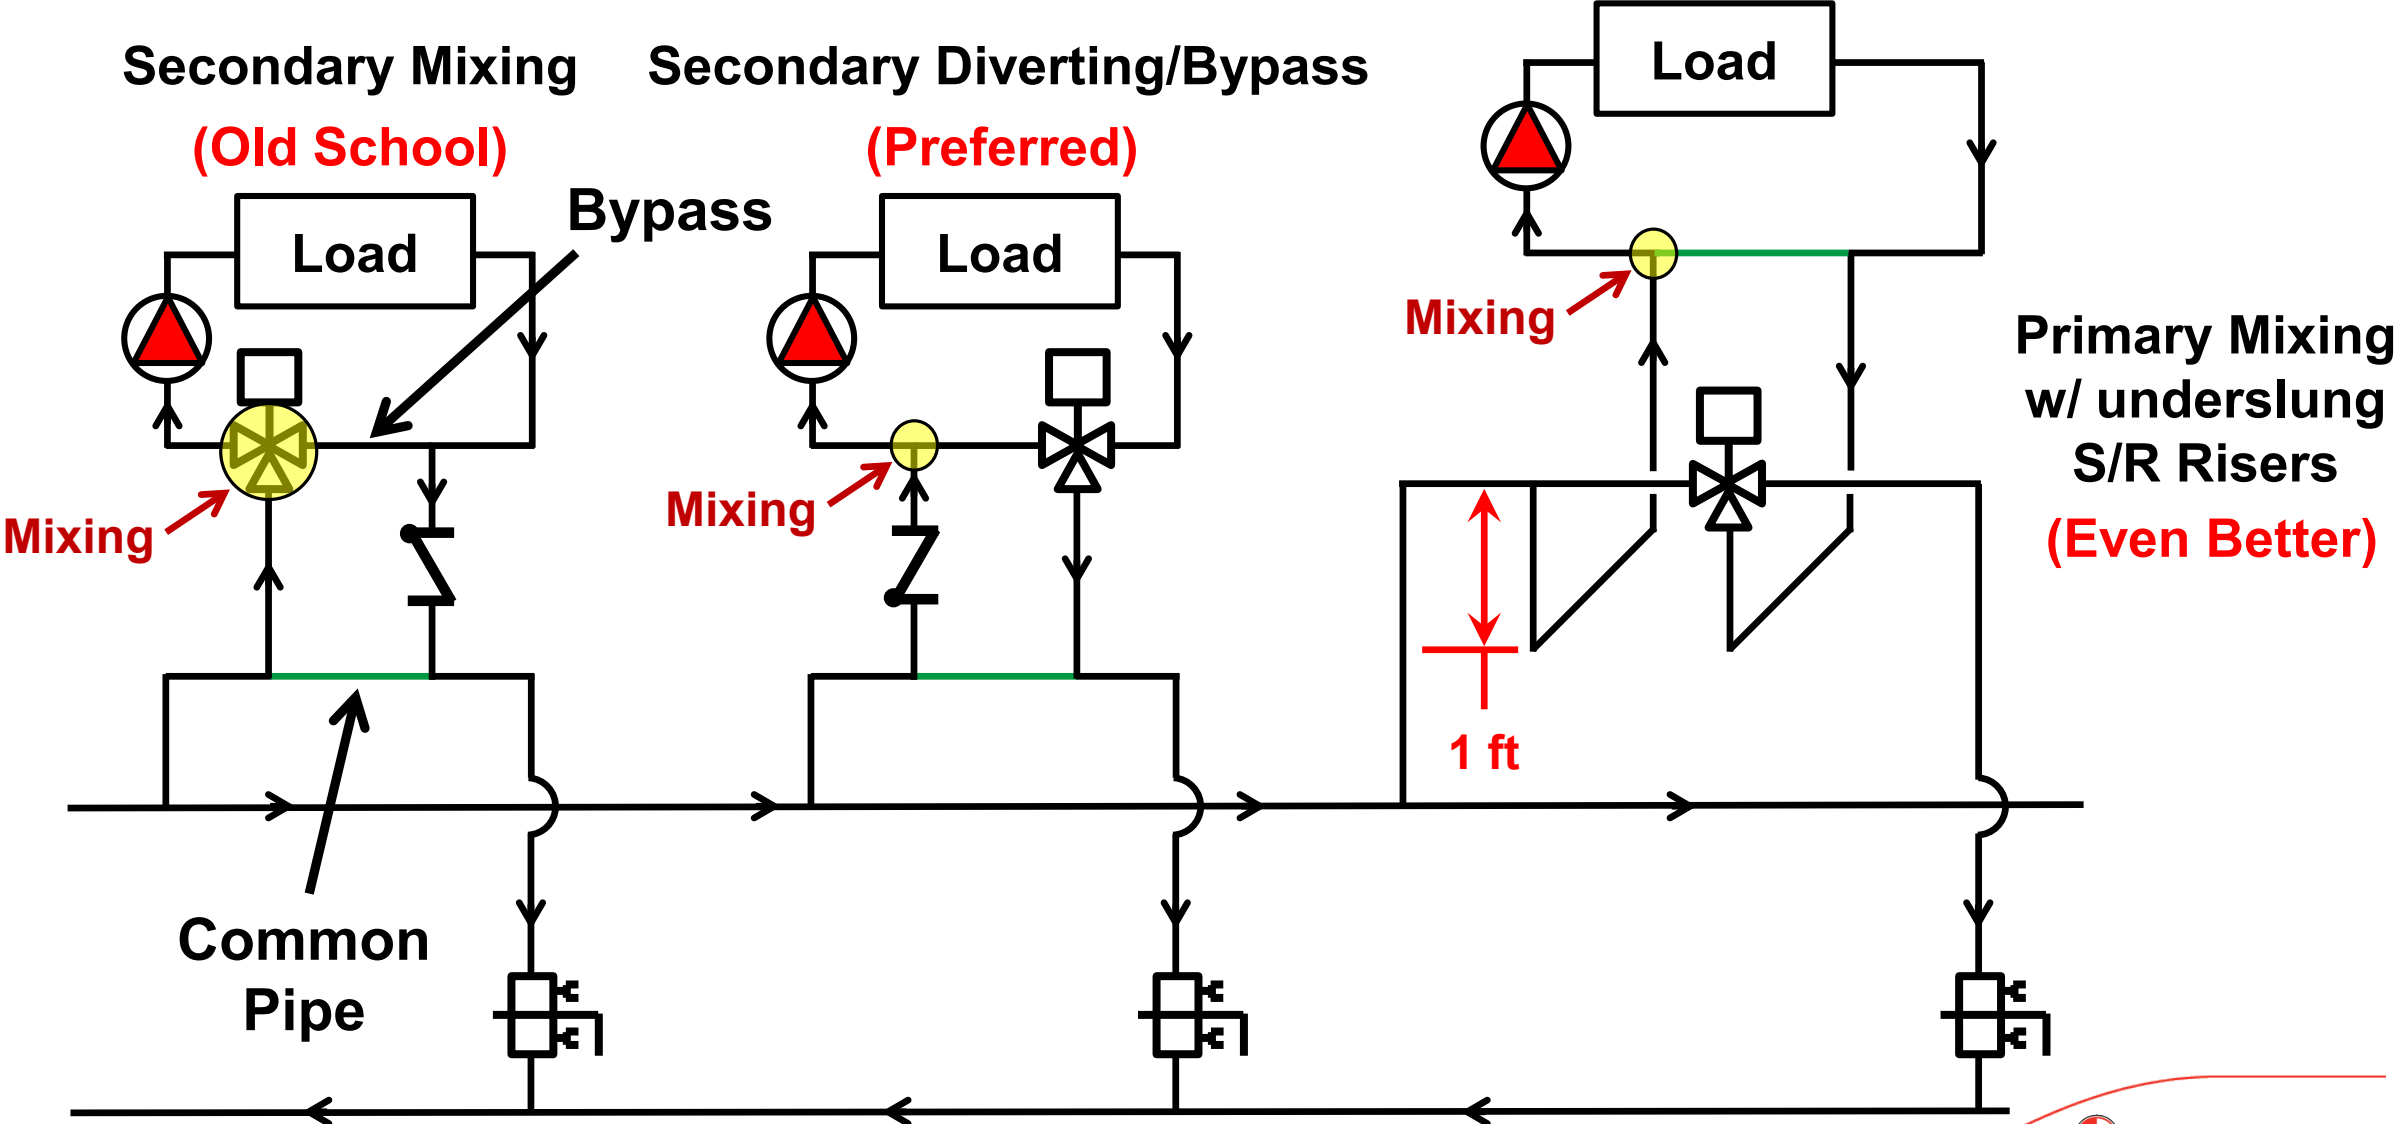 Secondary Mixing
(Old School)
Secondary Diverting/Bypass
(Preferred)
Load
Bypass
Load
Load
Mixing
Mixing
Mixing
Primary Mixing
w/ underslung
S/R Risers
(Even Better)
1 ft
Common
Pipe